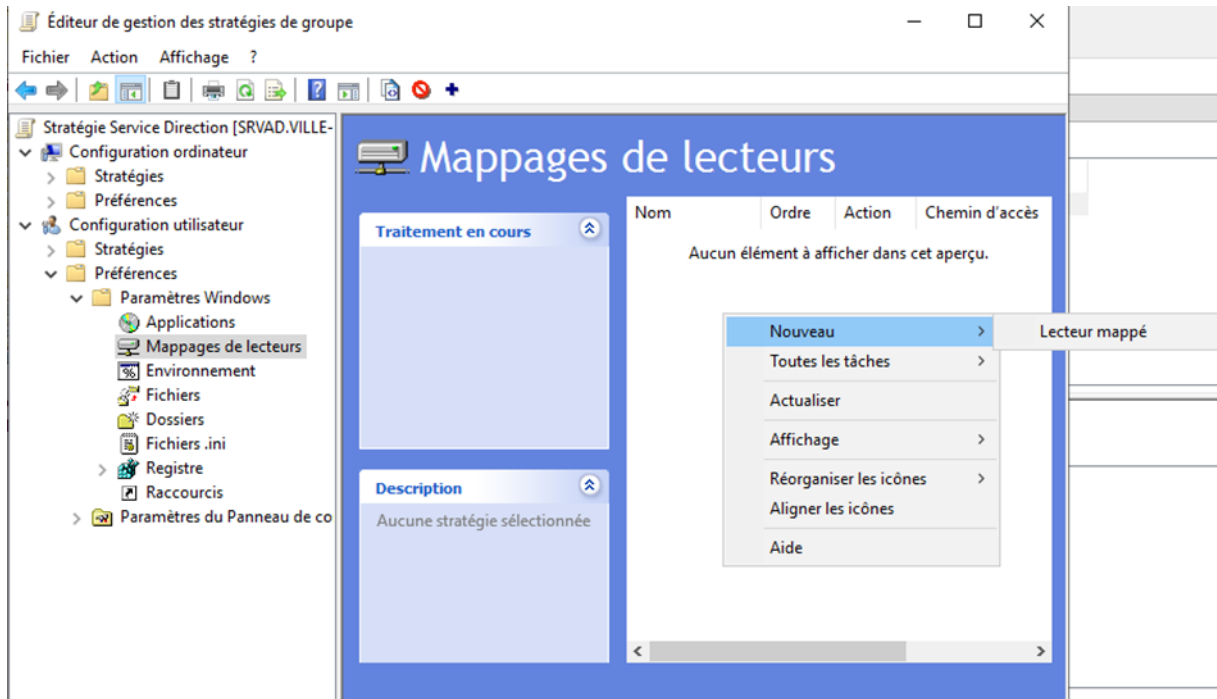 Éditeur de gestion des stratégies de groupe
Fichier Action Affichage ?
Stratégie Service Direction [SRVAD.VILLE-
Configuration ordinateur
Stratégies
Préférences
Configuration utilisateur
Stratégies
Préférences
Paramètres Windows
Applications
Mappages de lecteurs
Environnement
Fichiers
Dossiers
Fichiers .ini
Registre
Raccourcis
Paramètres du Panneau de co
Mappages de lecteurs
Traitement en cours
Description
Aucune stratégie sélectionnée
Nom Ordre Action Chemin d'accès
Aucun élément à afficher dans cet aperçu.
Nouveau
Lecteur mappé
Toutes les tâches
Actualiser
Affichage
Réorganiser les icônes
Aligner les icônes
Aide